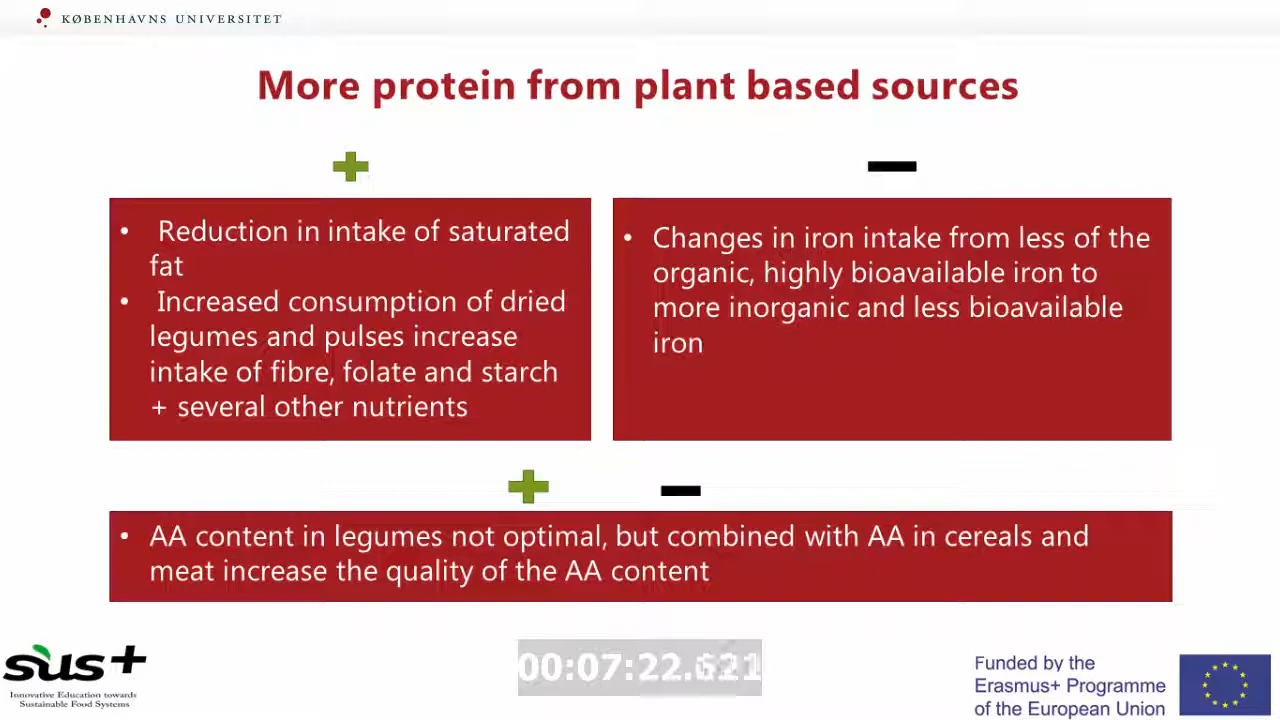 KØBENHAVNS UNIVERSITET
More protein from plant based sources
• Reduction in intake of saturated
fat
• Increased consumption of dried
legumes and pulses increase
intake of fibre, folate and starch
+ several other nutrients
• Changes in iron intake from less of the
organic, highly bioavailable iron to
more inorganic and less bioavailable
iron
• AA content in legumes not optimal, but combined with AA in cereals and
meat increase the quality of the AA content
sus+
Innovative Education towards
Sustainable Food Systems
00:07:22.621
Funded by the
Erasmus+ Programme
of the European Union